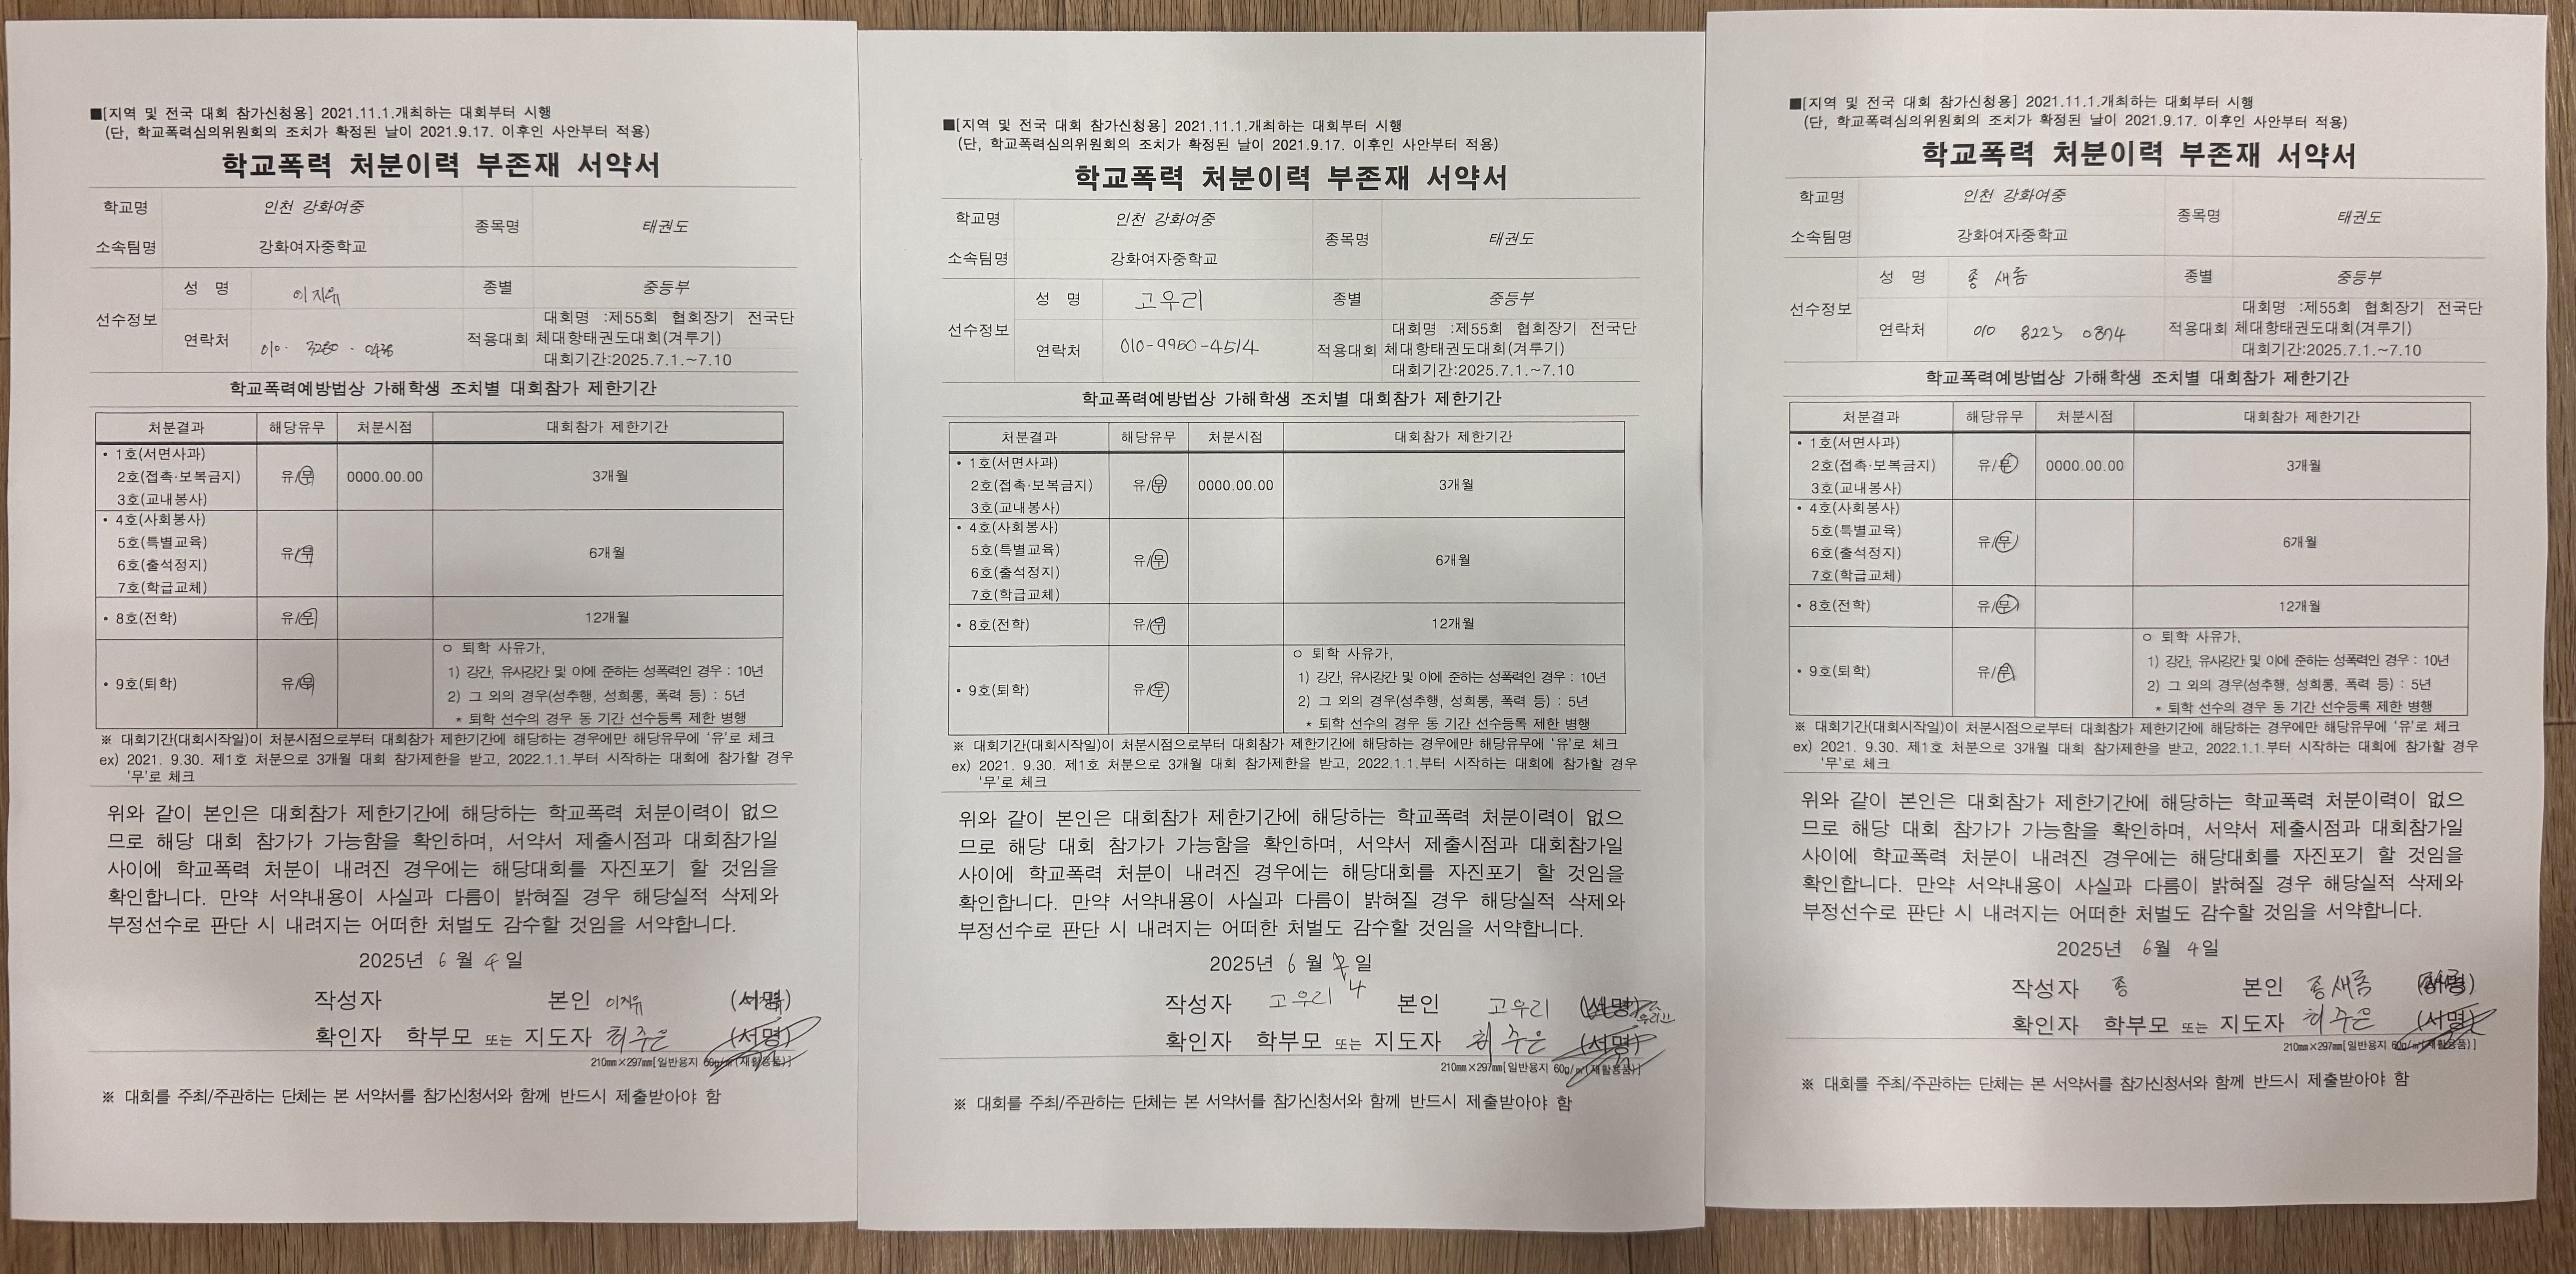 ■[지역 및 전국 대회 참가신청용] 2021.11.1.개최하는 대회부터 시행
(단, 학교폭력심의위원회의 조치가 확정된 날이 2021.9.17. 이후인 사안부터 적용)
학교폭력 처분이력 부존재 서약서
학교명 인천 강화여중
종목명 태권도
소속팀명 강화여자중학교
선수정보
성 명 이지유 종별 중등부
연락처 010. 3280 . 0438
적용대회
대회명 :제55회 협회장기 전국단
체대항태권도대회(겨루기)
대회기간:2025.7.1.~7.10
학교폭력예방법상 가해학생 조치별 대회참가 제한기간
처분결과 해당유무 처분시점 대회참가 제한기간
• 1호(서면사과)
2호(접촉·보복금지) 유/무 0000.00.00 3개월
3호(교내봉사)
• 4호(사회봉사)
5호(특별교육)
유/무 6개월
6호(출석정지)
7호(학급교체)
• 8호(전학) 유/무 12개월
• 9호(퇴학) 유/무
ㅇ 퇴학 사유가,
1) 강간, 유사강간 및 이에 준하는 성폭력인 경우 : 10년
2) 그 외의 경우(성추행, 성희롱, 폭력 등) : 5년
* 퇴학 선수의 경우 동 기간 선수등록 제한 병행
※ 대회기간(대회시작일)이 처분시점으로부터 대회참가 제한기간에 해당하는 경우에만 해당유무에 '유'로 체크
ex) 2021. 9.30. 제1호 처분으로 3개월 대회 참가제한을 받고, 2022.1.1.부터 시작하는 대회에 참가할 경우
'무'로 체크
위와 같이 본인은 대회참가 제한기간에 해당하는 학교폭력 처분이력이 없으
므로 해당 대회 참가가 가능함을 확인하며, 서약서 제출시점과 대회참가일
사이에 학교폭력 처분이 내려진 경우에는 해당대회를 자진포기 할 것임을
확인합니다. 만약 서약내용이 사실과 다름이 밝혀질 경우 해당실적 삭제와
부정선수로 판단 시 내려지는 어떠한 처벌도 감수할 것임을 서약합니다.
2025년 6 월 4 일
작성자 본인 이지유 (서명)
확인자 학부모 또는 지도자 허주은 (서명)
210㎜×297㎜[일반용지 60g/㎡(재활용품)]
※ 대회를 주최/주관하는 단체는 본 서약서를 참가신청서와 함께 반드시 제출받아야 함
■[지역 및 전국 대회 참가신청용] 2021.11.1.개최하는 대회부터 시행
(단, 학교폭력심의위원회의 조치가 확정된 날이 2021.9.17. 이후인 사안부터 적용)
학교폭력 처분이력 부존재 서약서
학교명 인천 강화여중
종목명 태권도
소속팀명 강화여자중학교
선수정보
성 명 고우리 종별 중등부
연락처 010-9950-4514
적용대회
대회명 :제55회 협회장기 전국단
체대항태권도대회(겨루기)
대회기간:2025.7.1.~7.10
학교폭력예방법상 가해학생 조치별 대회참가 제한기간
처분결과 해당유무 처분시점 대회참가 제한기간
• 1호(서면사과)
2호(접촉·보복금지) 유/무 0000.00.00 3개월
3호(교내봉사)
• 4호(사회봉사)
5호(특별교육)
유/무 6개월
6호(출석정지)
7호(학급교체)
• 8호(전학) 유/무 12개월
• 9호(퇴학) 유/무
ㅇ 퇴학 사유가,
1) 강간, 유사강간 및 이에 준하는 성폭력인 경우 : 10년
2) 그 외의 경우(성추행, 성희롱, 폭력 등) : 5년
* 퇴학 선수의 경우 동 기간 선수등록 제한 병행
※ 대회기간(대회시작일)이 처분시점으로부터 대회참가 제한기간에 해당하는 경우에만 해당유무에 '유'로 체크
ex) 2021. 9.30. 제1호 처분으로 3개월 대회 참가제한을 받고, 2022.1.1.부터 시작하는 대회에 참가할 경우
'무'로 체크
위와 같이 본인은 대회참가 제한기간에 해당하는 학교폭력 처분이력이 없으
므로 해당 대회 참가가 가능함을 확인하며, 서약서 제출시점과 대회참가일
사이에 학교폭력 처분이 내려진 경우에는 해당대회를 자진포기 할 것임을
확인합니다. 만약 서약내용이 사실과 다름이 밝혀질 경우 해당실적 삭제와
부정선수로 판단 시 내려지는 어떠한 처벌도 감수할 것임을 서약합니다.
2025년 6 월 4 일
작성자 고우리 본인 고우리 (서명)
확인자 학부모 또는 지도자 허주은 (서명)
210㎜×297㎜[일반용지 60g/㎡(재활용품)]
※ 대회를 주최/주관하는 단체는 본 서약서를 참가신청서와 함께 반드시 제출받아야 함
■[지역 및 전국 대회 참가신청용] 2021.11.1.개최하는 대회부터 시행
(단, 학교폭력심의위원회의 조치가 확정된 날이 2021.9.17. 이후인 사안부터 적용)
학교폭력 처분이력 부존재 서약서
학교명 인천 강화여중
종목명 태권도
소속팀명 강화여자중학교
선수정보
성 명 종새롬 종별 중등부
연락처 010 8223 0874
적용대회
대회명 :제55회 협회장기 전국단
체대항태권도대회(겨루기)
대회기간:2025.7.1.~7.10
학교폭력예방법상 가해학생 조치별 대회참가 제한기간
처분결과 해당유무 처분시점 대회참가 제한기간
• 1호(서면사과)
2호(접촉·보복금지) 유/무 0000.00.00 3개월
3호(교내봉사)
• 4호(사회봉사)
5호(특별교육)
유/무 6개월
6호(출석정지)
7호(학급교체)
• 8호(전학) 유/무 12개월
• 9호(퇴학) 유/무
ㅇ 퇴학 사유가,
1) 강간, 유사강간 및 이에 준하는 성폭력인 경우 : 10년
2) 그 외의 경우(성추행, 성희롱, 폭력 등) : 5년
* 퇴학 선수의 경우 동 기간 선수등록 제한 병행
※ 대회기간(대회시작일)이 처분시점으로부터 대회참가 제한기간에 해당하는 경우에만 해당유무에 '유'로 체크
ex) 2021. 9.30. 제1호 처분으로 3개월 대회 참가제한을 받고, 2022.1.1.부터 시작하는 대회에 참가할 경우
'무'로 체크
위와 같이 본인은 대회참가 제한기간에 해당하는 학교폭력 처분이력이 없으
므로 해당 대회 참가가 가능함을 확인하며, 서약서 제출시점과 대회참가일
사이에 학교폭력 처분이 내려진 경우에는 해당대회를 자진포기 할 것임을
확인합니다. 만약 서약내용이 사실과 다름이 밝혀질 경우 해당실적 삭제와
부정선수로 판단 시 내려지는 어떠한 처벌도 감수할 것임을 서약합니다.
2025년 6월 4일
작성자 종 본인 종새롬 (서명)
확인자 학부모 또는 지도자 허주은 (서명)
210㎜×297㎜[일반용지 60g/㎡(재활용품)]
※ 대회를 주최/주관하는 단체는 본 서약서를 참가신청서와 함께 반드시 제출받아야 함